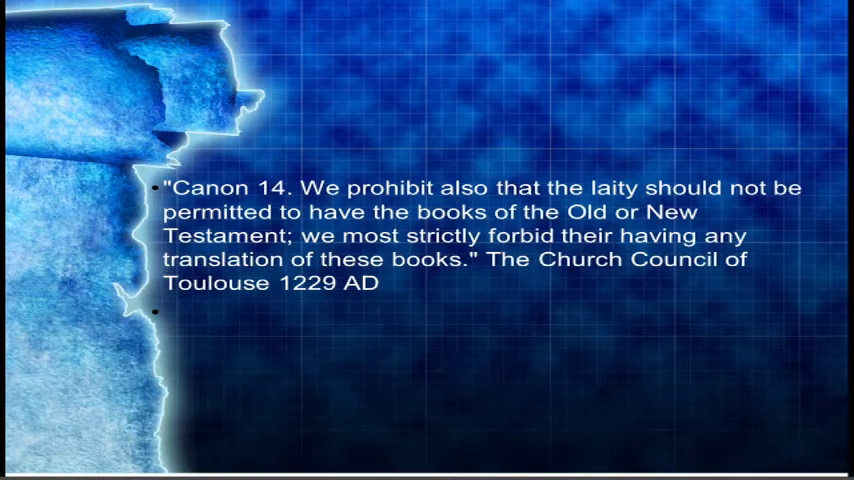 • "Canon 14. We prohibit also that the laity should not be
permitted to have the books of the Old or New
Testament; we most strictly forbid their having any
translation of these books." The Church Council of
Toulouse 1229 AD
•